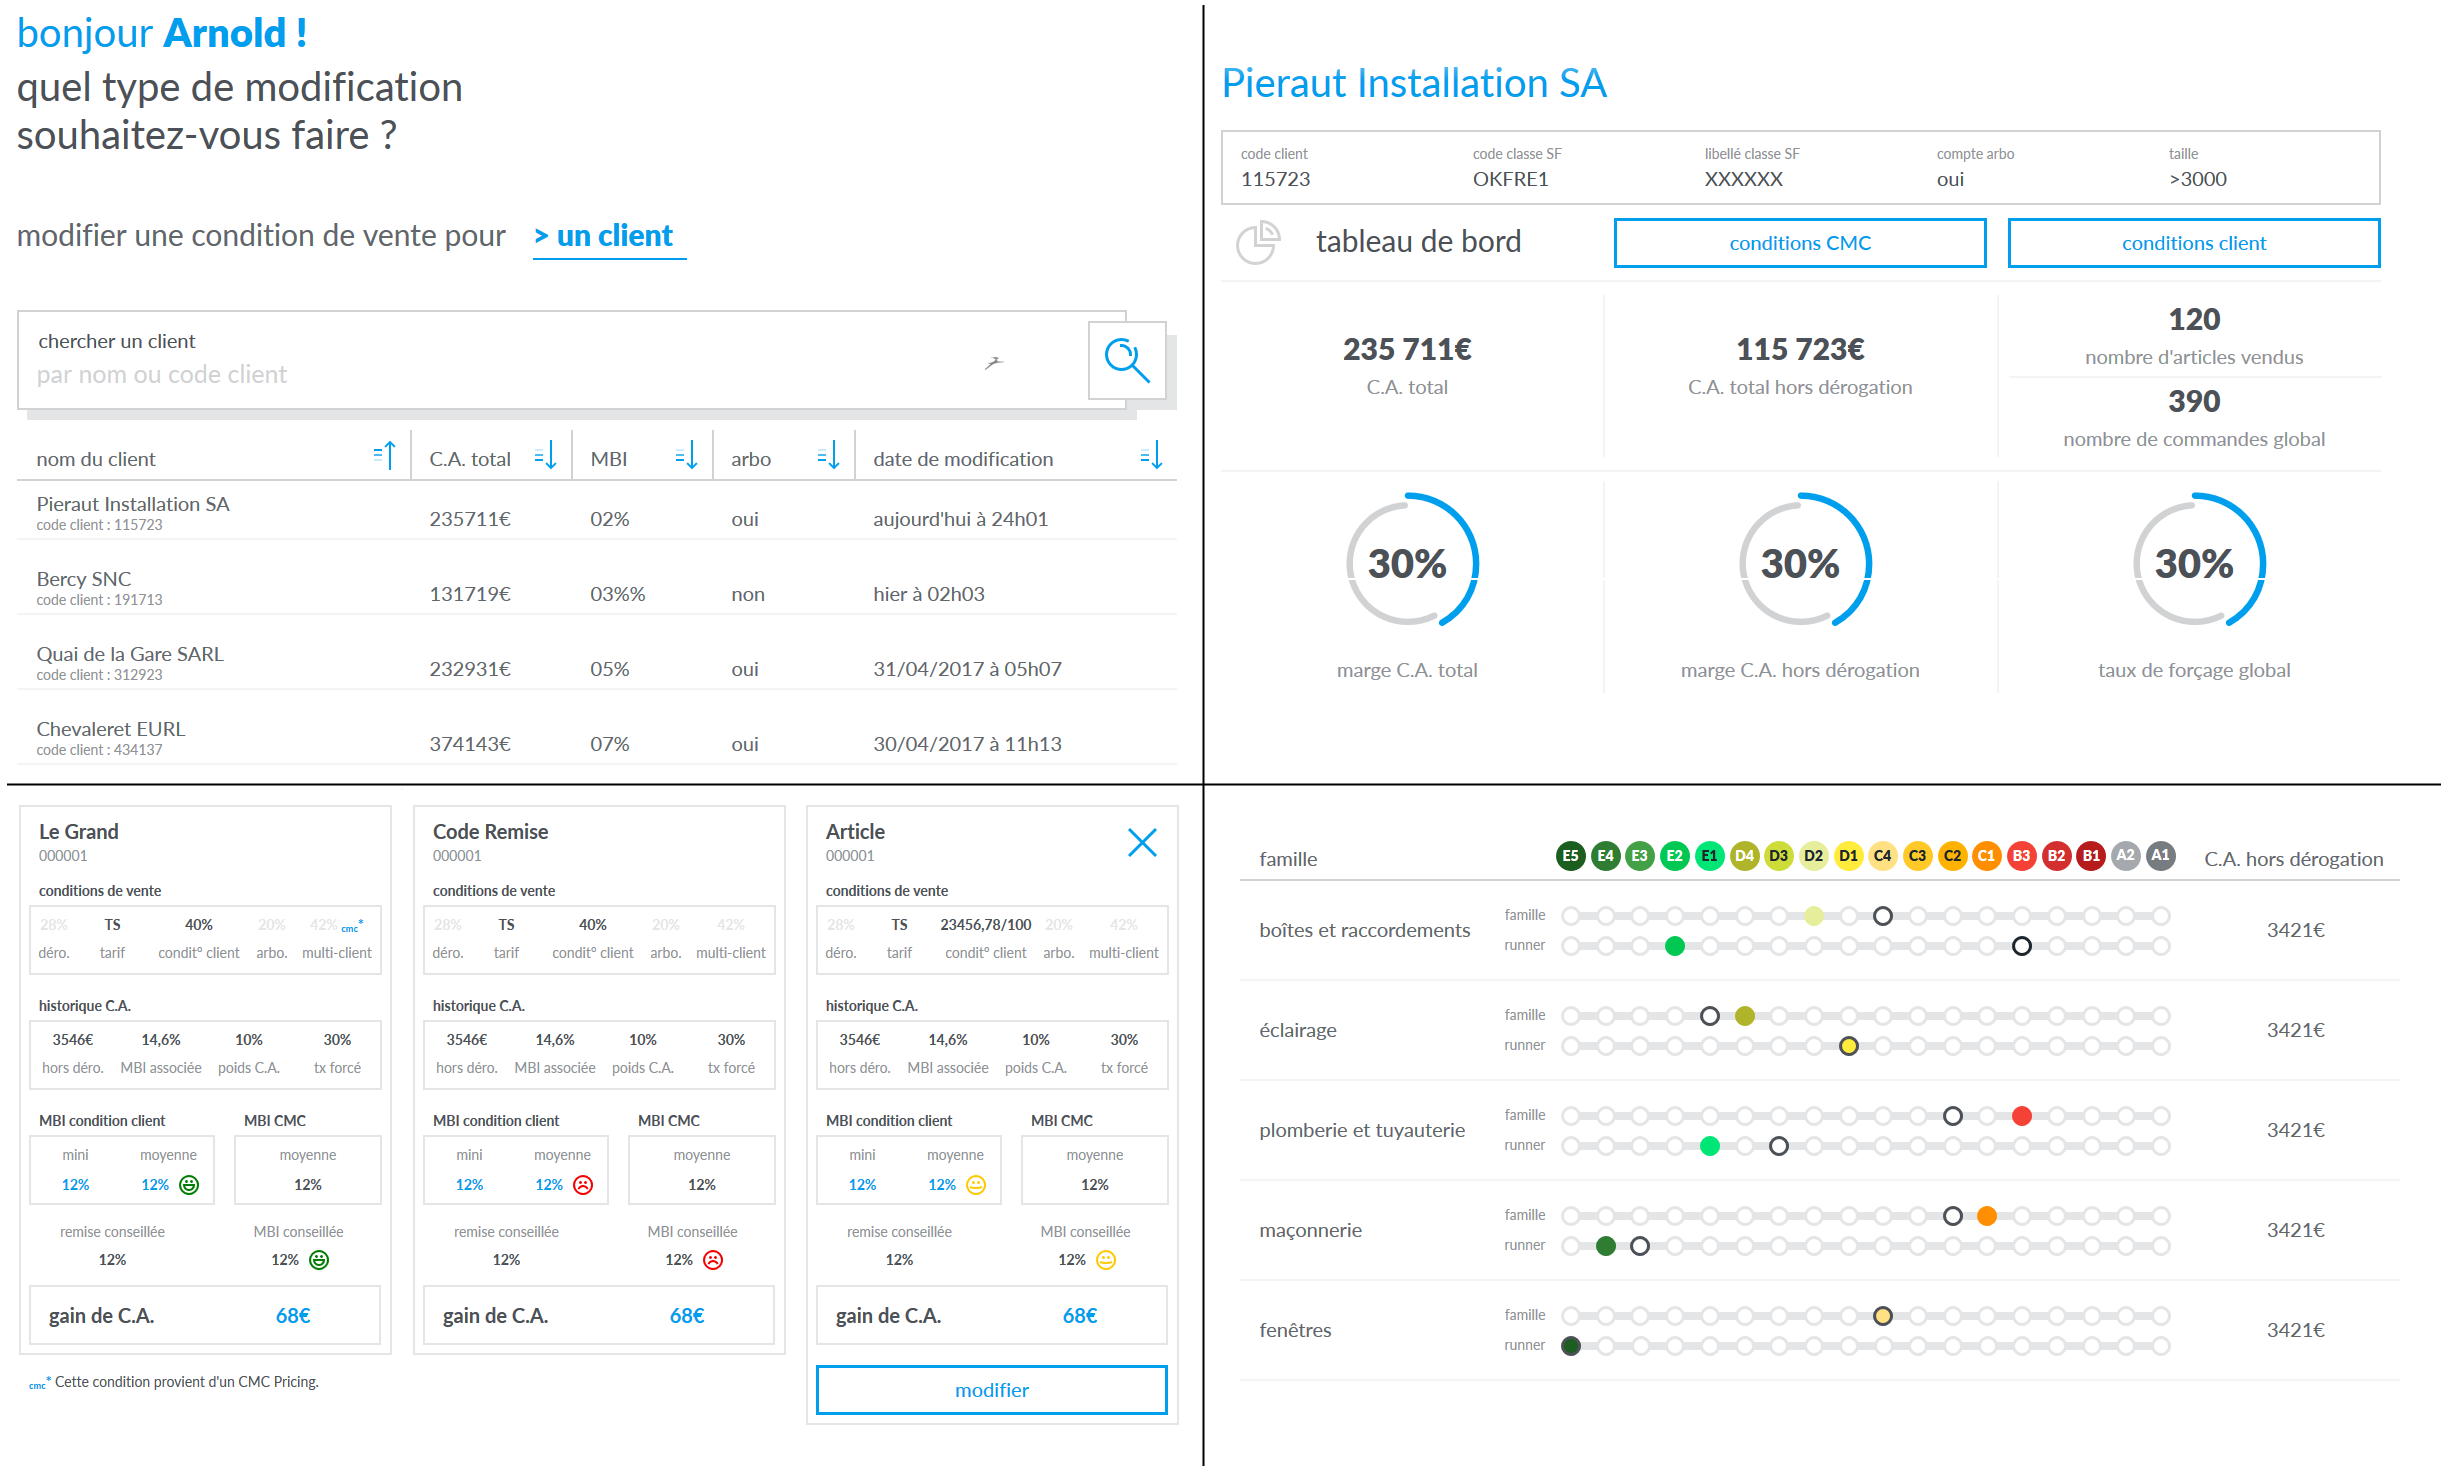 bonjour Arnold !
quel type de modification
souhaitez-vous faire ?
modifier une condition de vente pour > un client
chercher un client
par nom ou code client
nom du client C.A. total MBI arbo date de modification
Pieraut Installation SA
code client : 115723
235711€ 02% oui aujourd'hui à 24h01
Bercy SNC
code client : 191713
131719€ 03%% non hier à 02h03
Quai de la Gare SARL
code client : 312923
232931€ 05% oui 31/04/2017 à 05h07
Chevaleret EURL
code client : 434137
374143€ 07% oui 30/04/2017 à 11h13
Pieraut Installation SA
code client code classe SF libellé classe SF compte arbo taille
115723 OKFRE1 XXXXXX oui >3000
tableau de bord conditions CMC conditions client
235 711€
C.A. total
115 723€
C.A. total hors dérogation
120
nombre d'articles vendus
390
nombre de commandes global
30% 30% 30%
marge C.A. total marge C.A. hors dérogation taux de forçage global
Le Grand
000001
conditions de vente
28% TS 40% 20% 42% cmc*
déro. tarif condit° client arbo. multi-client
historique C.A.
3546€ 14,6% 10% 30%
hors déro. MBI associée poids C.A. tx forcé
MBI condition client MBI CMC
mini moyenne moyenne
12% 12% 12%
remise conseillée MBI conseillée
12% 12%
gain de C.A. 68€
cmc* Cette condition provient d'un CMC Pricing.
Code Remise
000001
conditions de vente
28% TS 40% 20% 42%
déro. tarif condit° client arbo. multi-client
historique C.A.
3546€ 14,6% 10% 30%
hors déro. MBI associée poids C.A. tx forcé
MBI condition client MBI CMC
mini moyenne moyenne
12% 12% 12%
remise conseillée MBI conseillée
12% 12%
gain de C.A. 68€
Article
000001
conditions de vente
28% TS 23456,78/100 20% 42%
déro. tarif condit° client arbo. multi-client
historique C.A.
3546€ 14,6% 10% 30%
hors déro. MBI associée poids C.A. tx forcé
MBI condition client MBI CMC
mini moyenne moyenne
12% 12% 12%
remise conseillée MBI conseillée
12% 12%
gain de C.A. 68€
modifier
famille E5 E4 E3 E2 E1 D4 D3 D2 D1 C4 C3 C2 C1 B3 B2 B1 A2 A1 C.A. hors dérogation
famille
boîtes et raccordements 3421€
runner
famille
éclairage 3421€
runner
famille
plomberie et tuyauterie 3421€
runner
famille
maçonnerie 3421€
runner
famille
fenêtres 3421€
runner